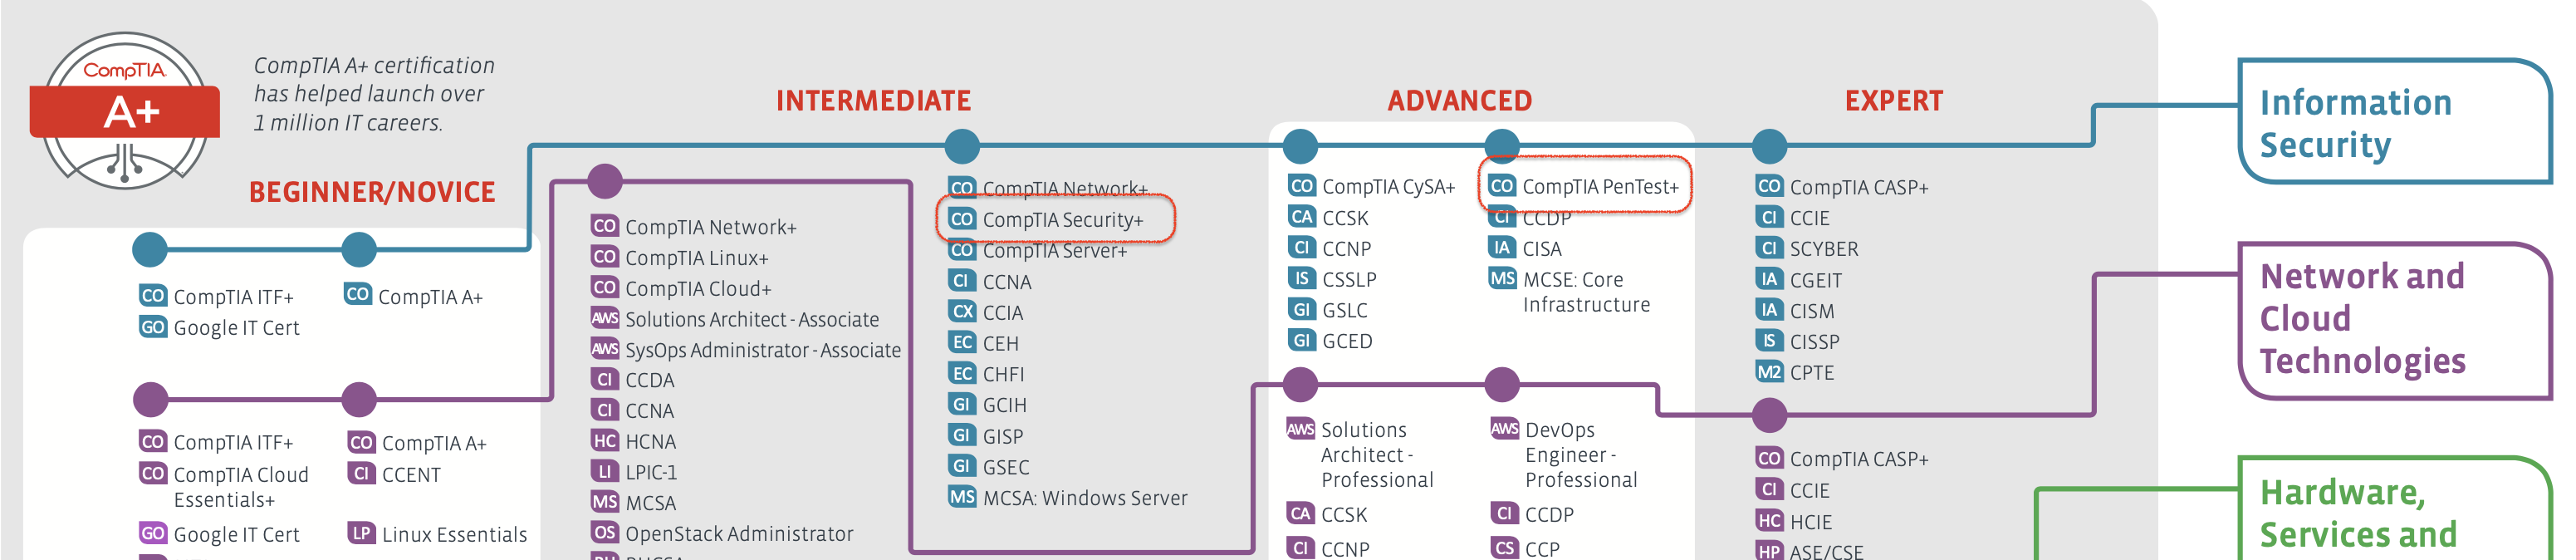 CompTIA.
A+
CompTIA A+ certification
has helped launch over
1 million IT careers.
BEGINNER/NOVICE
INTERMEDIATE
ADVANCED
EXPERT
CO CompTIA ITF+
GO Google IT Cert
CO CompTIA A+
CO CompTIA Network+
CO CompTIA Security+
CO CompTIA Server+
CI CCNA
CX CCIA
EC CEH
EC CHFI
GI GCIH
GI GISP
GI GSEC
MS MCSA: Windows Server
CO CompTIA CySA+
CA CCSK
CI CCNP
IS CSSLP
GI GSLC
GI GCED
CO CompTIA PenTest+
CI CCDP
IA CISA
MS MCSE: Core
Infrastructure
CO CompTIA CASP+
CI CCIE
CI SCYBER
IA CGEIT
IA CISM
IS CISSP
M2 CPTE
Information
Security
CO CompTIA ITF+
CO CompTIA Cloud
Essentials+
GO Google IT Cert
CO CompTIA A+
CI CCENT
LP Linux Essentials
CO CompTIA Network+
CO CompTIA Linux+
CO CompTIA Cloud+
AWS Solutions Architect - Associate
AWS SysOps Administrator - Associate
CI CCDA
CI CCNA
HC HCNA
LI LPIC-1
MS MCSA
OS OpenStack Administrator
AWS Solutions
Architect -
Professional
CA CCSK
CI CCNP
AWS DevOps
Engineer -
Professional
CI CCDP
CS CCP
CO CompTIA CASP+
CI CCIE
HC HCIE
HP ASE/CSE
Network and
Cloud
Technologies
Hardware,
Services and